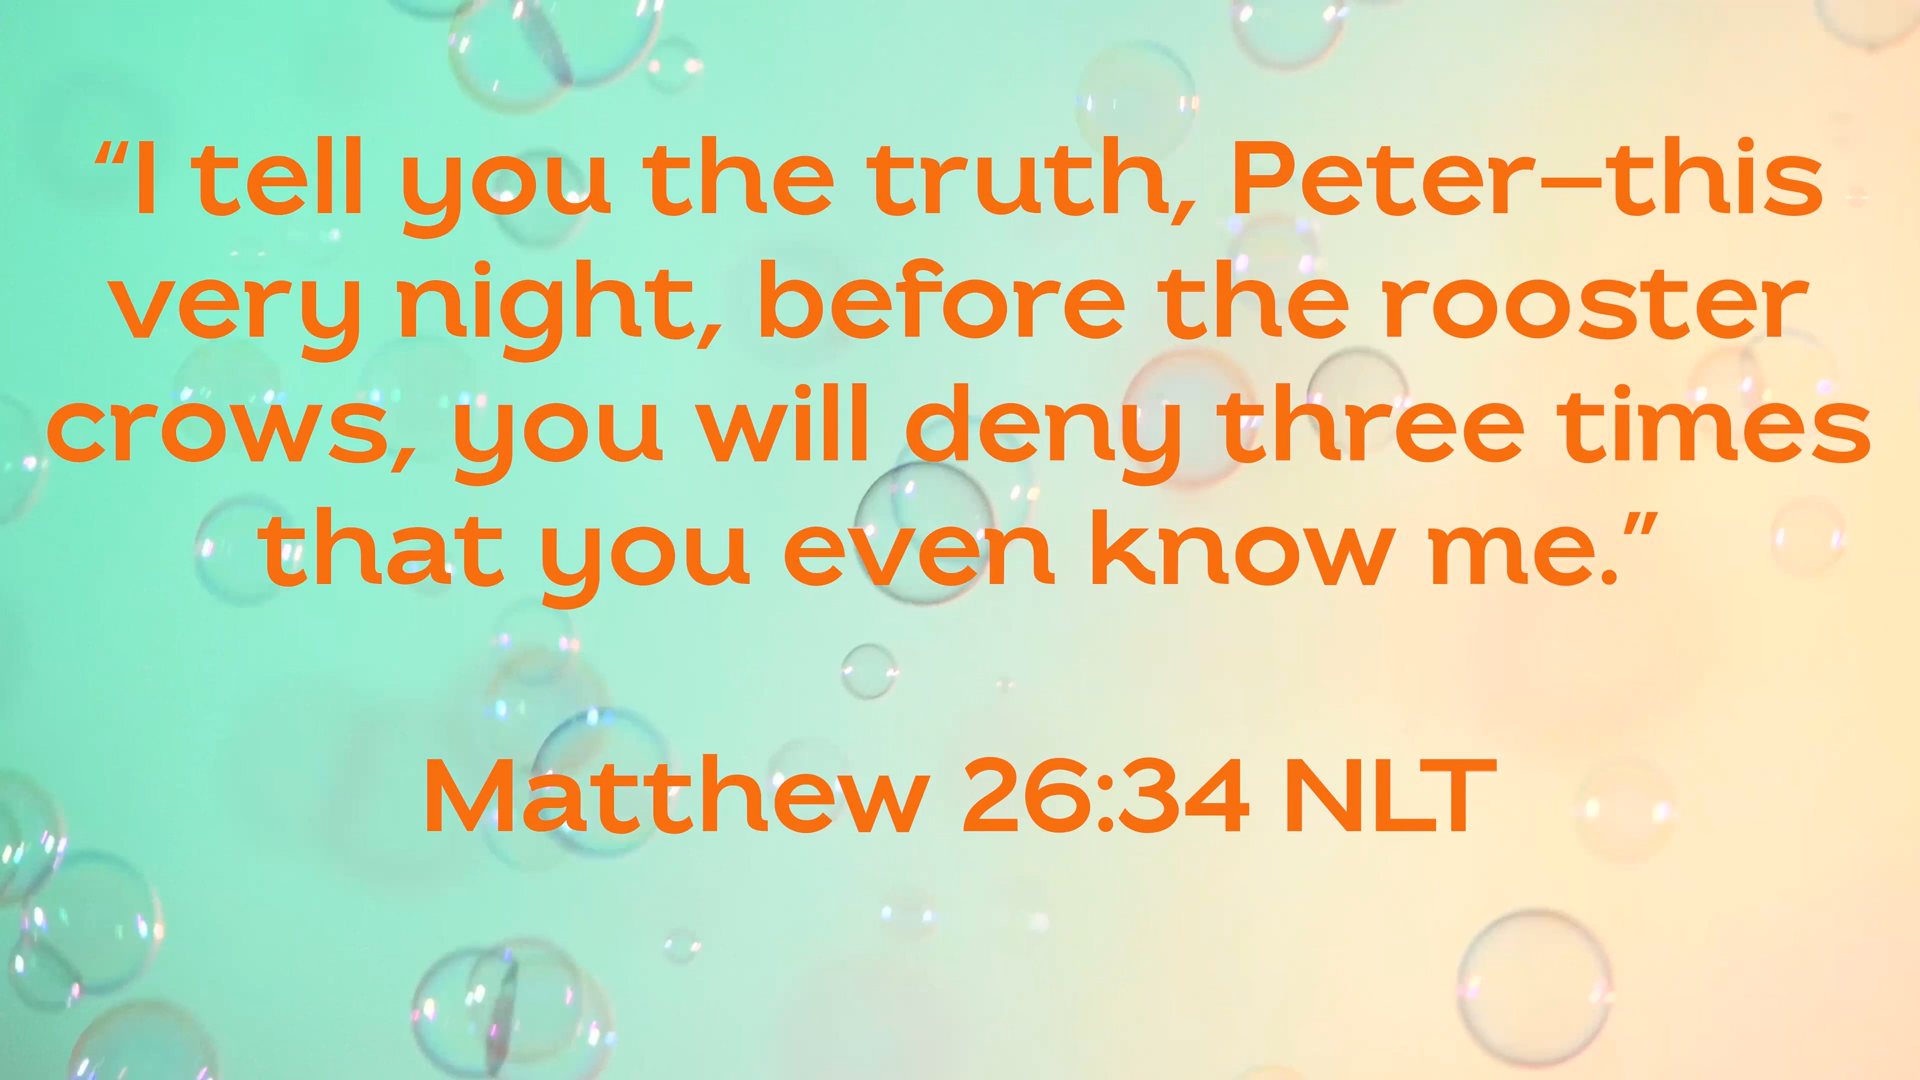 “I tell you the truth, Peter—this
very night, before the rooster
crows, you will deny three times
that you even know me.”
Matthew 26:34 NLT